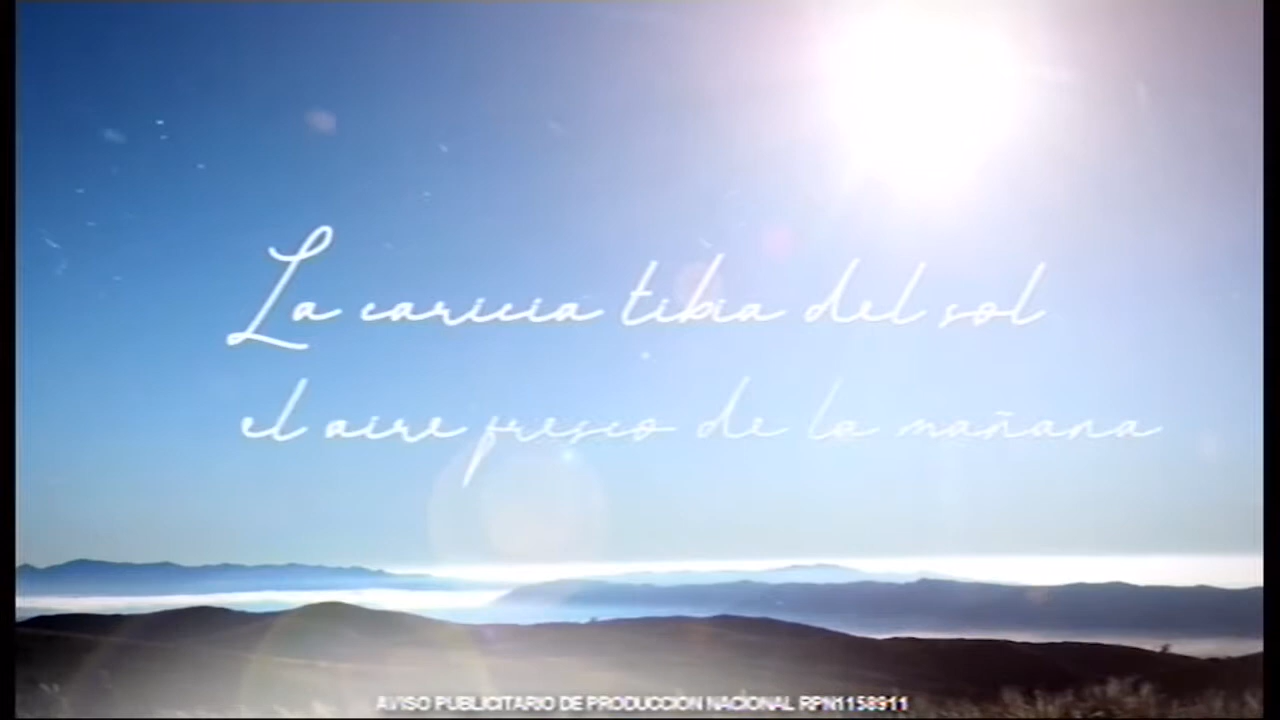 La caricia tibia del sol
el aire fresco de la mañana
AVISO PUBLICITARIO DE PRODUCCION NACIONAL RPN1158911